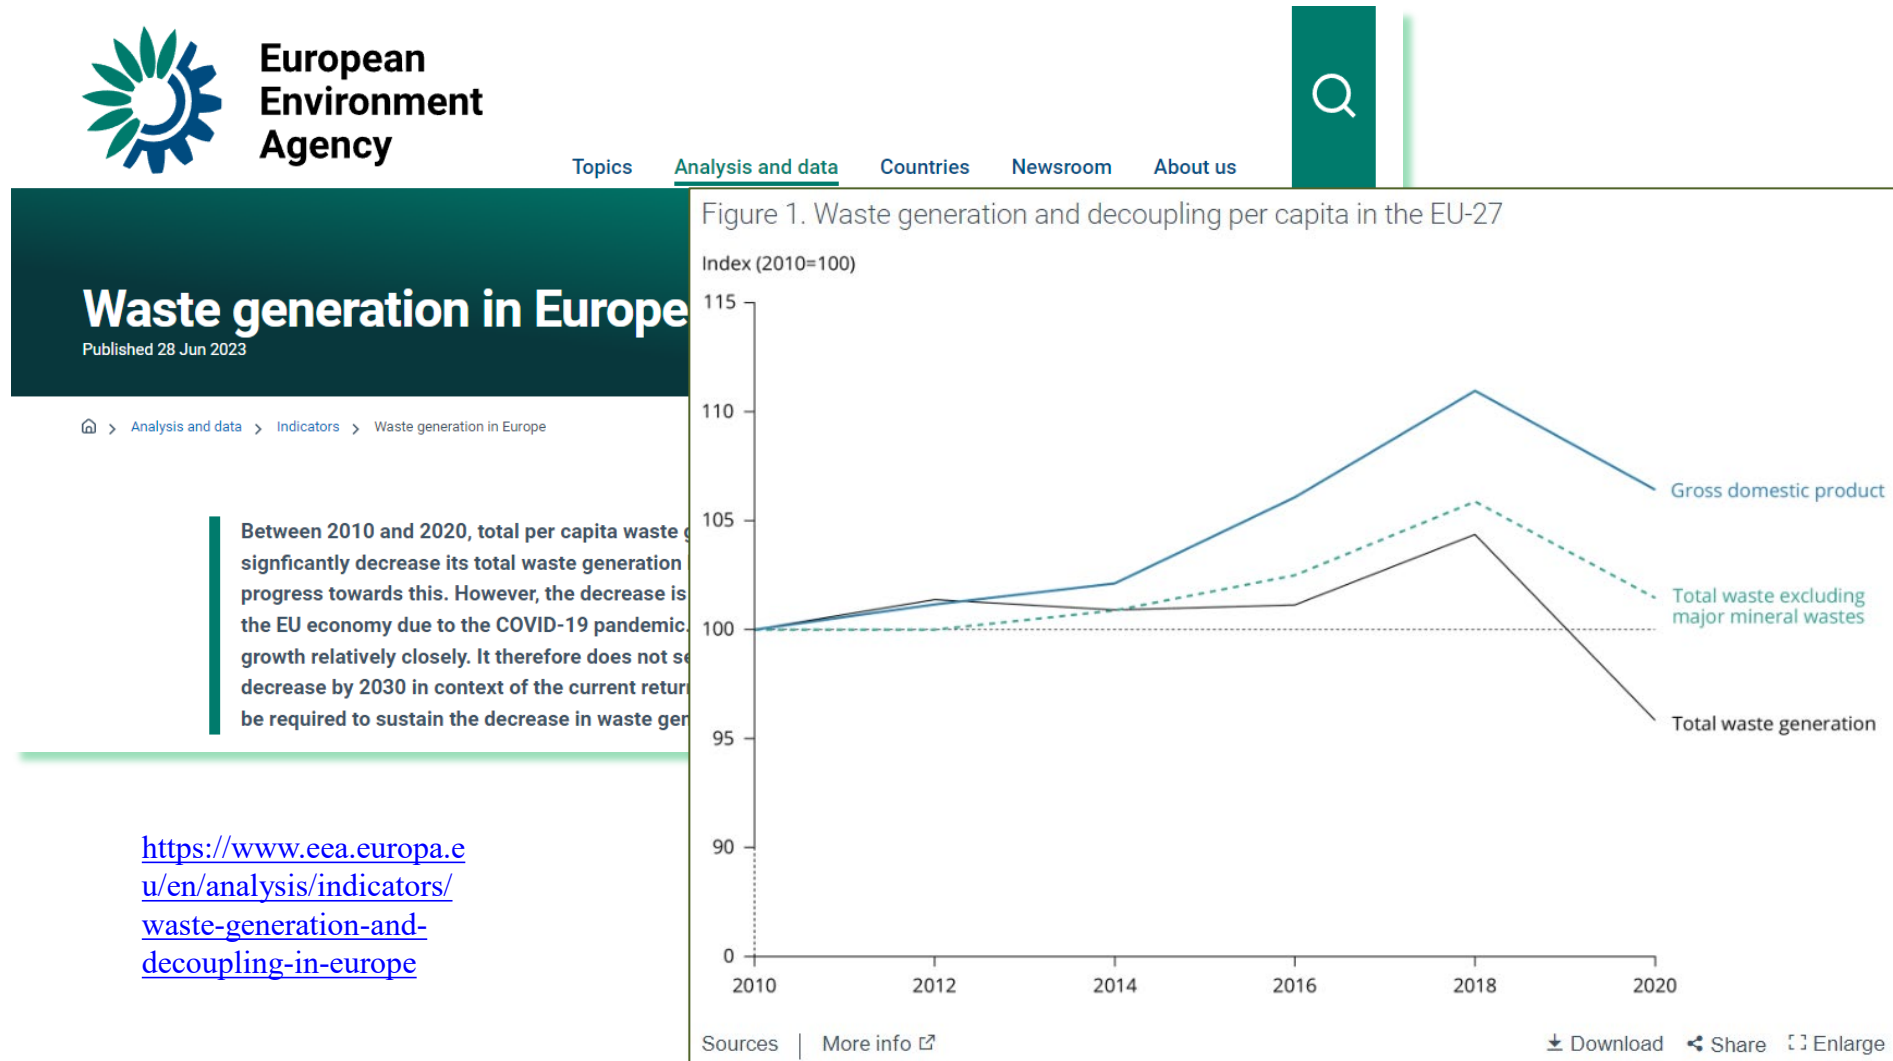 European
Environment
Agency
Topics Analysis and data Countries Newsroom About us
Waste generation in Europe
Published 28 Jun 2023
Analysis and data > Indicators > Waste generation in Europe
Between 2010 and 2020, total per capita waste
signficantly decrease its total waste generation
progress towards this. However, the decrease is
the EU economy due to the COVID-19 pandemic.
growth relatively closely. It therefore does not
decrease by 2030 in context of the current
be required to sustain the decrease in waste
https://www.eea.europa.e
u/en/analysis/indicators/
waste-generation-and-
decoupling-in-europe
Figure 1. Waste generation and decoupling per capita in the EU-27
Index (2010=100)
115
110
105
100
95
90
0
2010 2012 2014 2016 2018 2020
Gross domestic product
Total waste excluding
major mineral wastes
Total waste generation
Sources | More info
Download Share Enlarge